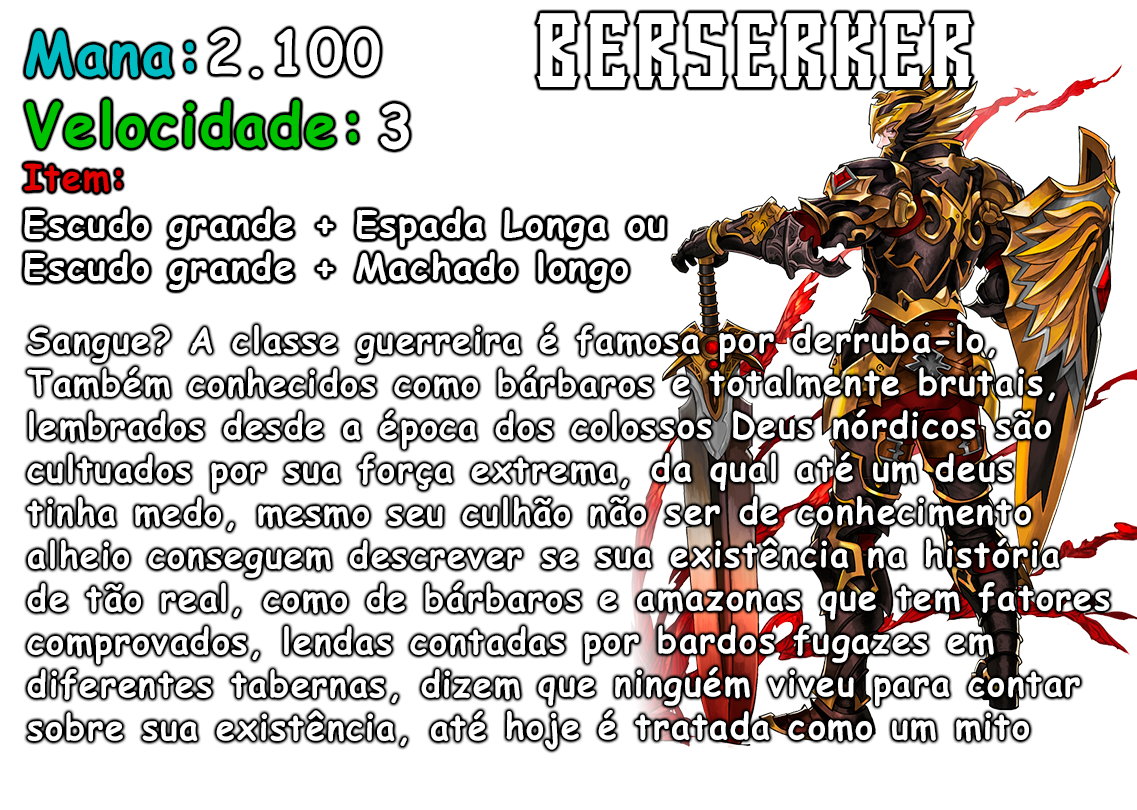 BERSERKER
Mana: 2.100
Velocidade: 3
Item:
Escudo grande + Espada Longa ou
Escudo grande + Machado longo
Sangue? A classe guerreira é famosa por derruba-lo,
Também conhecidos como bárbaros e totalmente brutais,
lembrados desde a época dos colossos Deus nórdicos são
cultuados por sua força extrema, da qual até um deus
tinha medo, mesmo seu culhão não ser de conhecimento
alheio conseguem descrever se sua existência na história
de tão real, como de bárbaros e amazonas que tem fatores
comprovados, lendas contadas por bardos fugazes em
diferentes tabernas, dizem que ninguém viveu para contar
sobre sua existência, até hoje é tratada como um mito